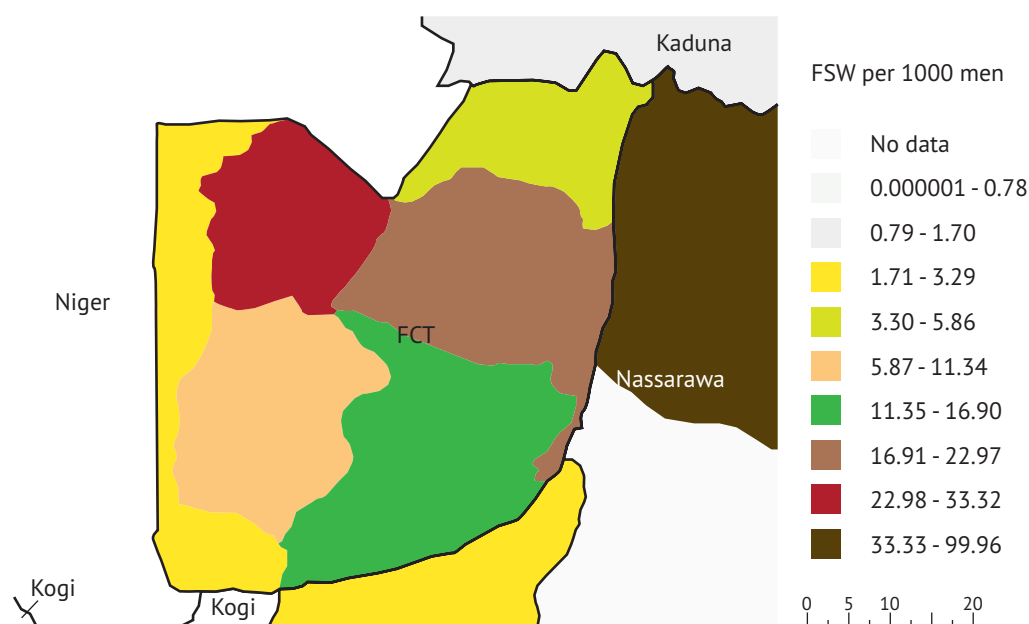 Kaduna
FSW per 1000 men
No data
0.000001 - 0.78
0.79 - 1.70
1.71 - 3.29
Niger
3.30 - 5.86
FCT
5.87 - 11.34
Nassarawa
11.35 - 16.90
16.91 - 22.97
22.98 - 33.32
33.33 - 99.96
Kogi
Kogi
0 5 10 20